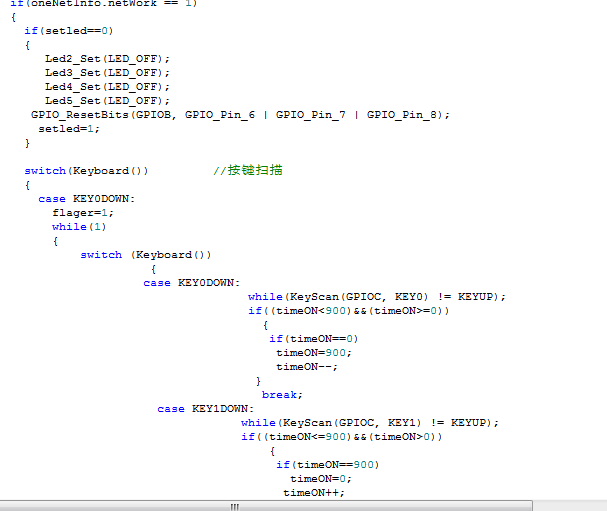 if(oneNetInfo.netWork == 1)
{
if(setled==0)
{
Led2_Set(LED_OFF);
Led3_Set(LED_OFF);
Led4_Set(LED_OFF);
Led5_Set(LED_OFF);
GPIO_ResetBits(GPIOB, GPIO_Pin_6 | GPIO_Pin_7 | GPIO_Pin_8);
setled=1;
}
switch(Keyboard()) //按键扫描
{
case KEY0DOWN:
flager=1;
while(1)
{
switch (Keyboard())
{
case KEY0DOWN:
while(KeyScan(GPIOC, KEY0) != KEYUP);
if((timeON<900)&&(timeON>=0))
{
if(timeON==0)
timeON=900;
timeON--;
}
break;
case KEY1DOWN:
while(KeyScan(GPIOC, KEY1) != KEYUP);
if((timeON<=900)&&(timeON>0))
{
if(timeON==900)
timeON=0;
timeON++;